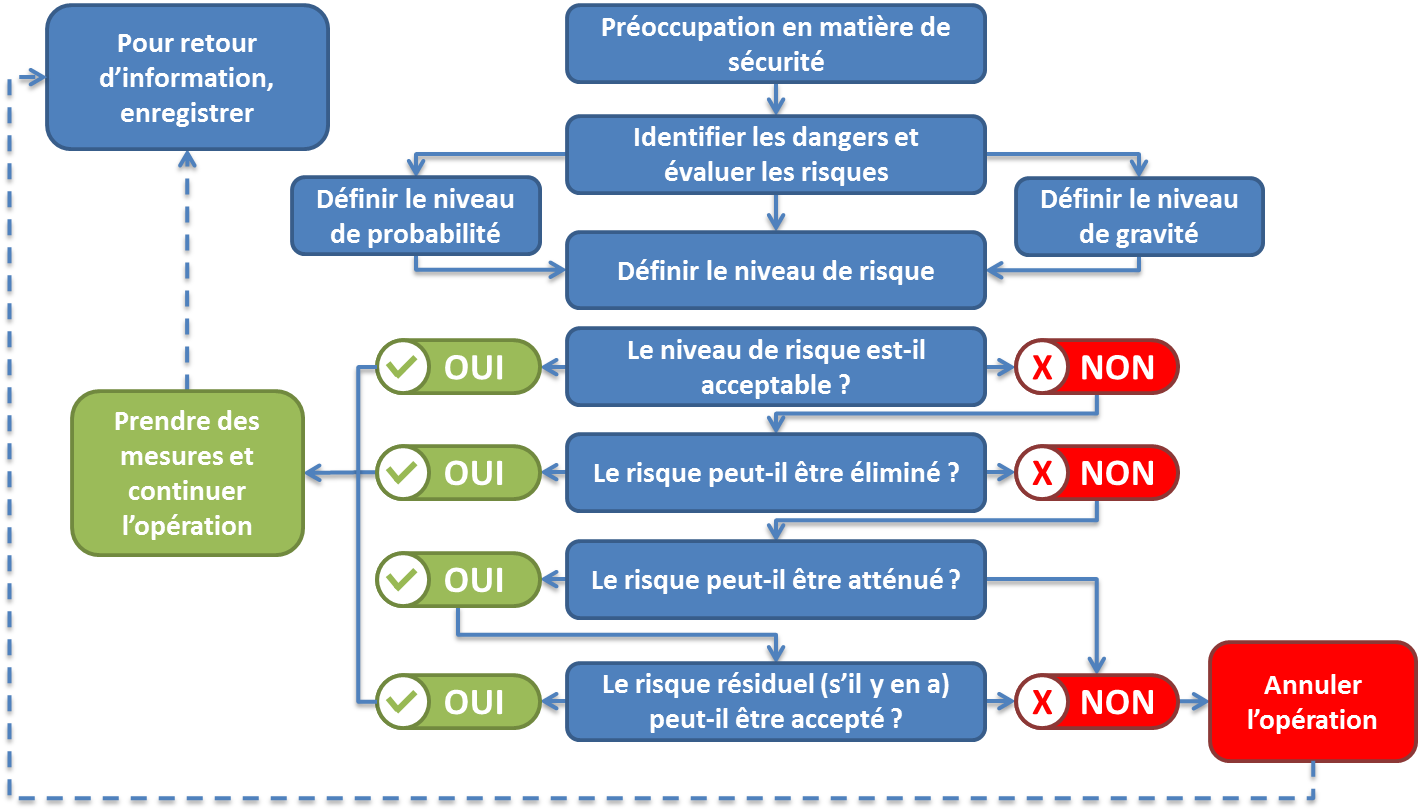 Pour retour
d’information,
enregistrer
Préoccupation en matière de
sécurité
Identifier les dangers et
évaluer les risques
Définir le niveau
de probabilité
Définir le niveau
de gravité
Définir le niveau de risque
OUI
Le niveau de risque est-il
acceptable ?
X NON
Prendre des
mesures et
continuer
l’opération
OUI
Le risque peut-il être éliminé ?
X NON
OUI
Le risque peut-il être atténué ?
OUI
Le risque résiduel (s’il y en a)
peut-il être accepté ?
X NON
Annuler
l’opération